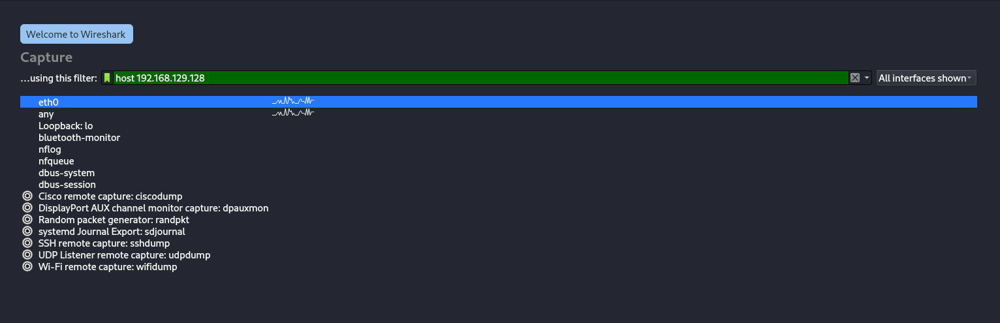 Welcome to Wireshark
Capture
...using this filter: host 192.168.129.128 All interfaces shown
eth0
any
Loopback: lo
bluetooth-monitor
nflog
nfqueue
dbus-system
dbus-session
Cisco remote capture: ciscodump
DisplayPort AUX channel monitor capture: dpauxmon
Random packet generator: randpkt
systemd Journal Export: sdjournal
SSH remote capture: sshdump
UDP Listener remote capture: udpdump
Wi-Fi remote capture: wifidump